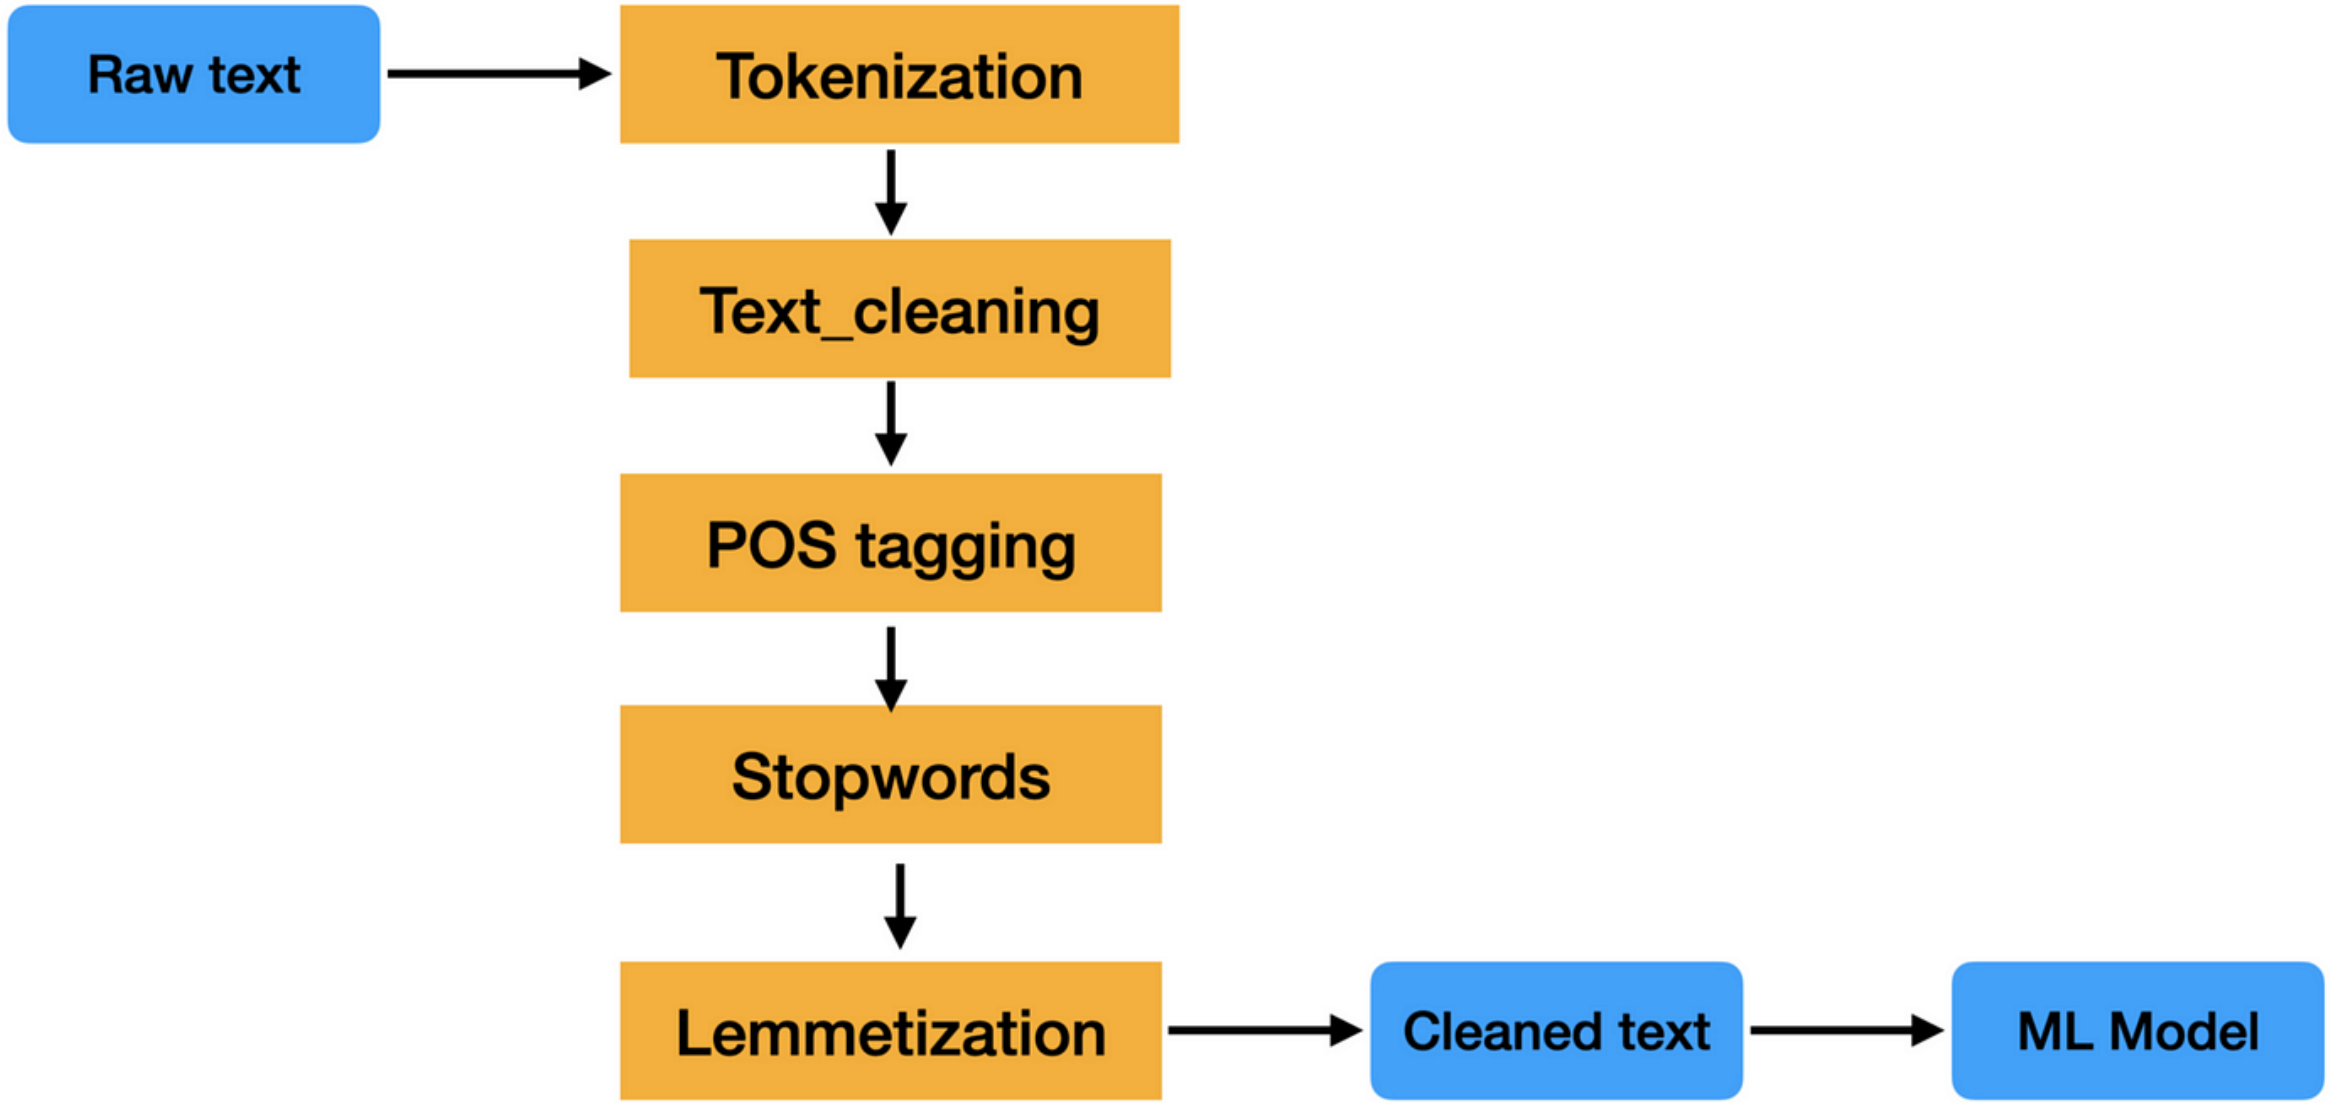 Raw text
Tokenization
Text_cleaning
POS tagging
Stopwords
Lemmetization
Cleaned text
ML Model